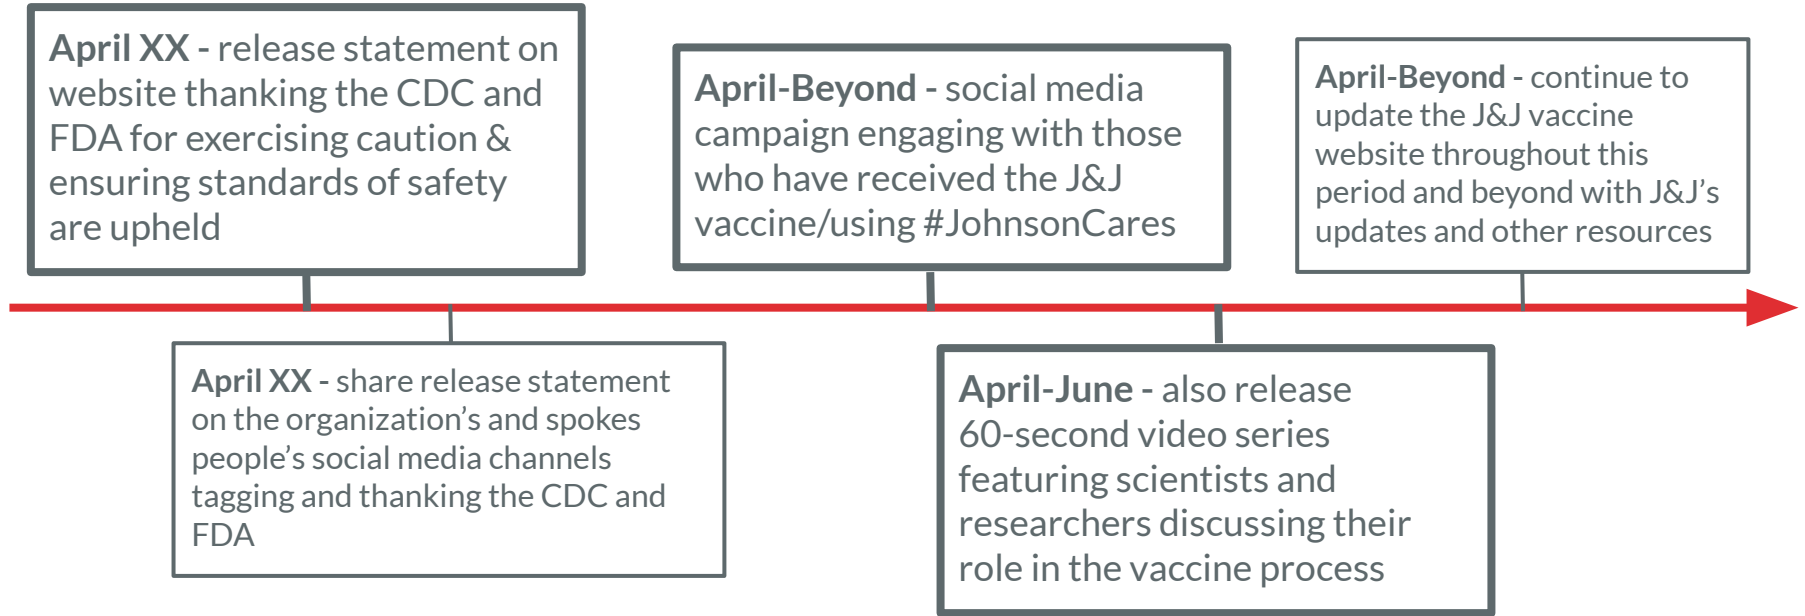 April XX - release statement on
website thanking the CDC and
FDA for exercising caution &
ensuring standards of safety
are upheld
April XX - share release statement
on the organization’s and spokes
people’s social media channels
tagging and thanking the CDC and
FDA
April-Beyond - social media
campaign engaging with those
who have received the J&J
vaccine/using #JohnsonCares
April-June - also release
60-second video series
featuring scientists and
researchers discussing their
role in the vaccine process
April-Beyond - continue to
update the J&J vaccine
website throughout this
period and beyond with J&J’s
updates and other resources